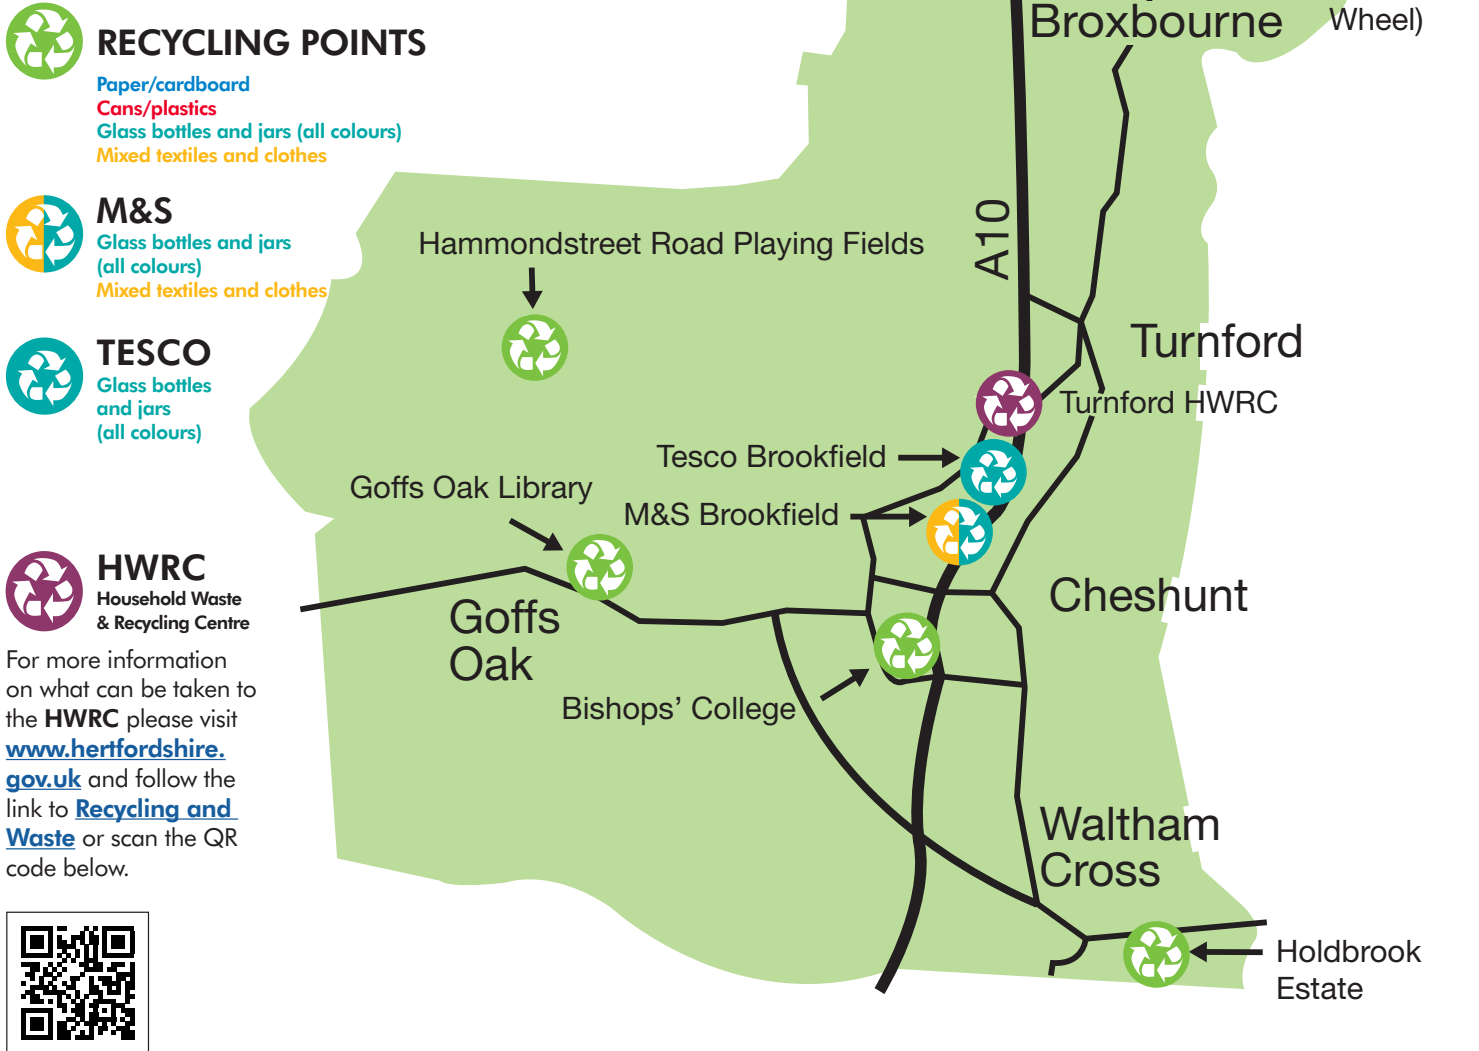 RECYCLING POINTS
Paper/cardboard
Cans/plastics
Glass bottles and jars (all colours)
Mixed textiles and clothes
M&S
Glass bottles and jars
(all colours)
Mixed textiles and clothes
TESCO
Glass bottles
and jars
(all colours)
HWRC
Household Waste
& Recycling Centre
For more information
on what can be taken to
the HWRC please visit
www.hertfordshire.
gov.uk and follow the
link to Recycling and
Waste or scan the QR
code below.
Broxbourne
Wheel)
A10
Hammondstreet Road Playing Fields
Turnford
Turnford HWRC
Tesco Brookfield
Goffs Oak Library
M&S Brookfield
Cheshunt
Goffs
Oak
Bishops’ College
Waltham
Cross
Holdbrook
Estate